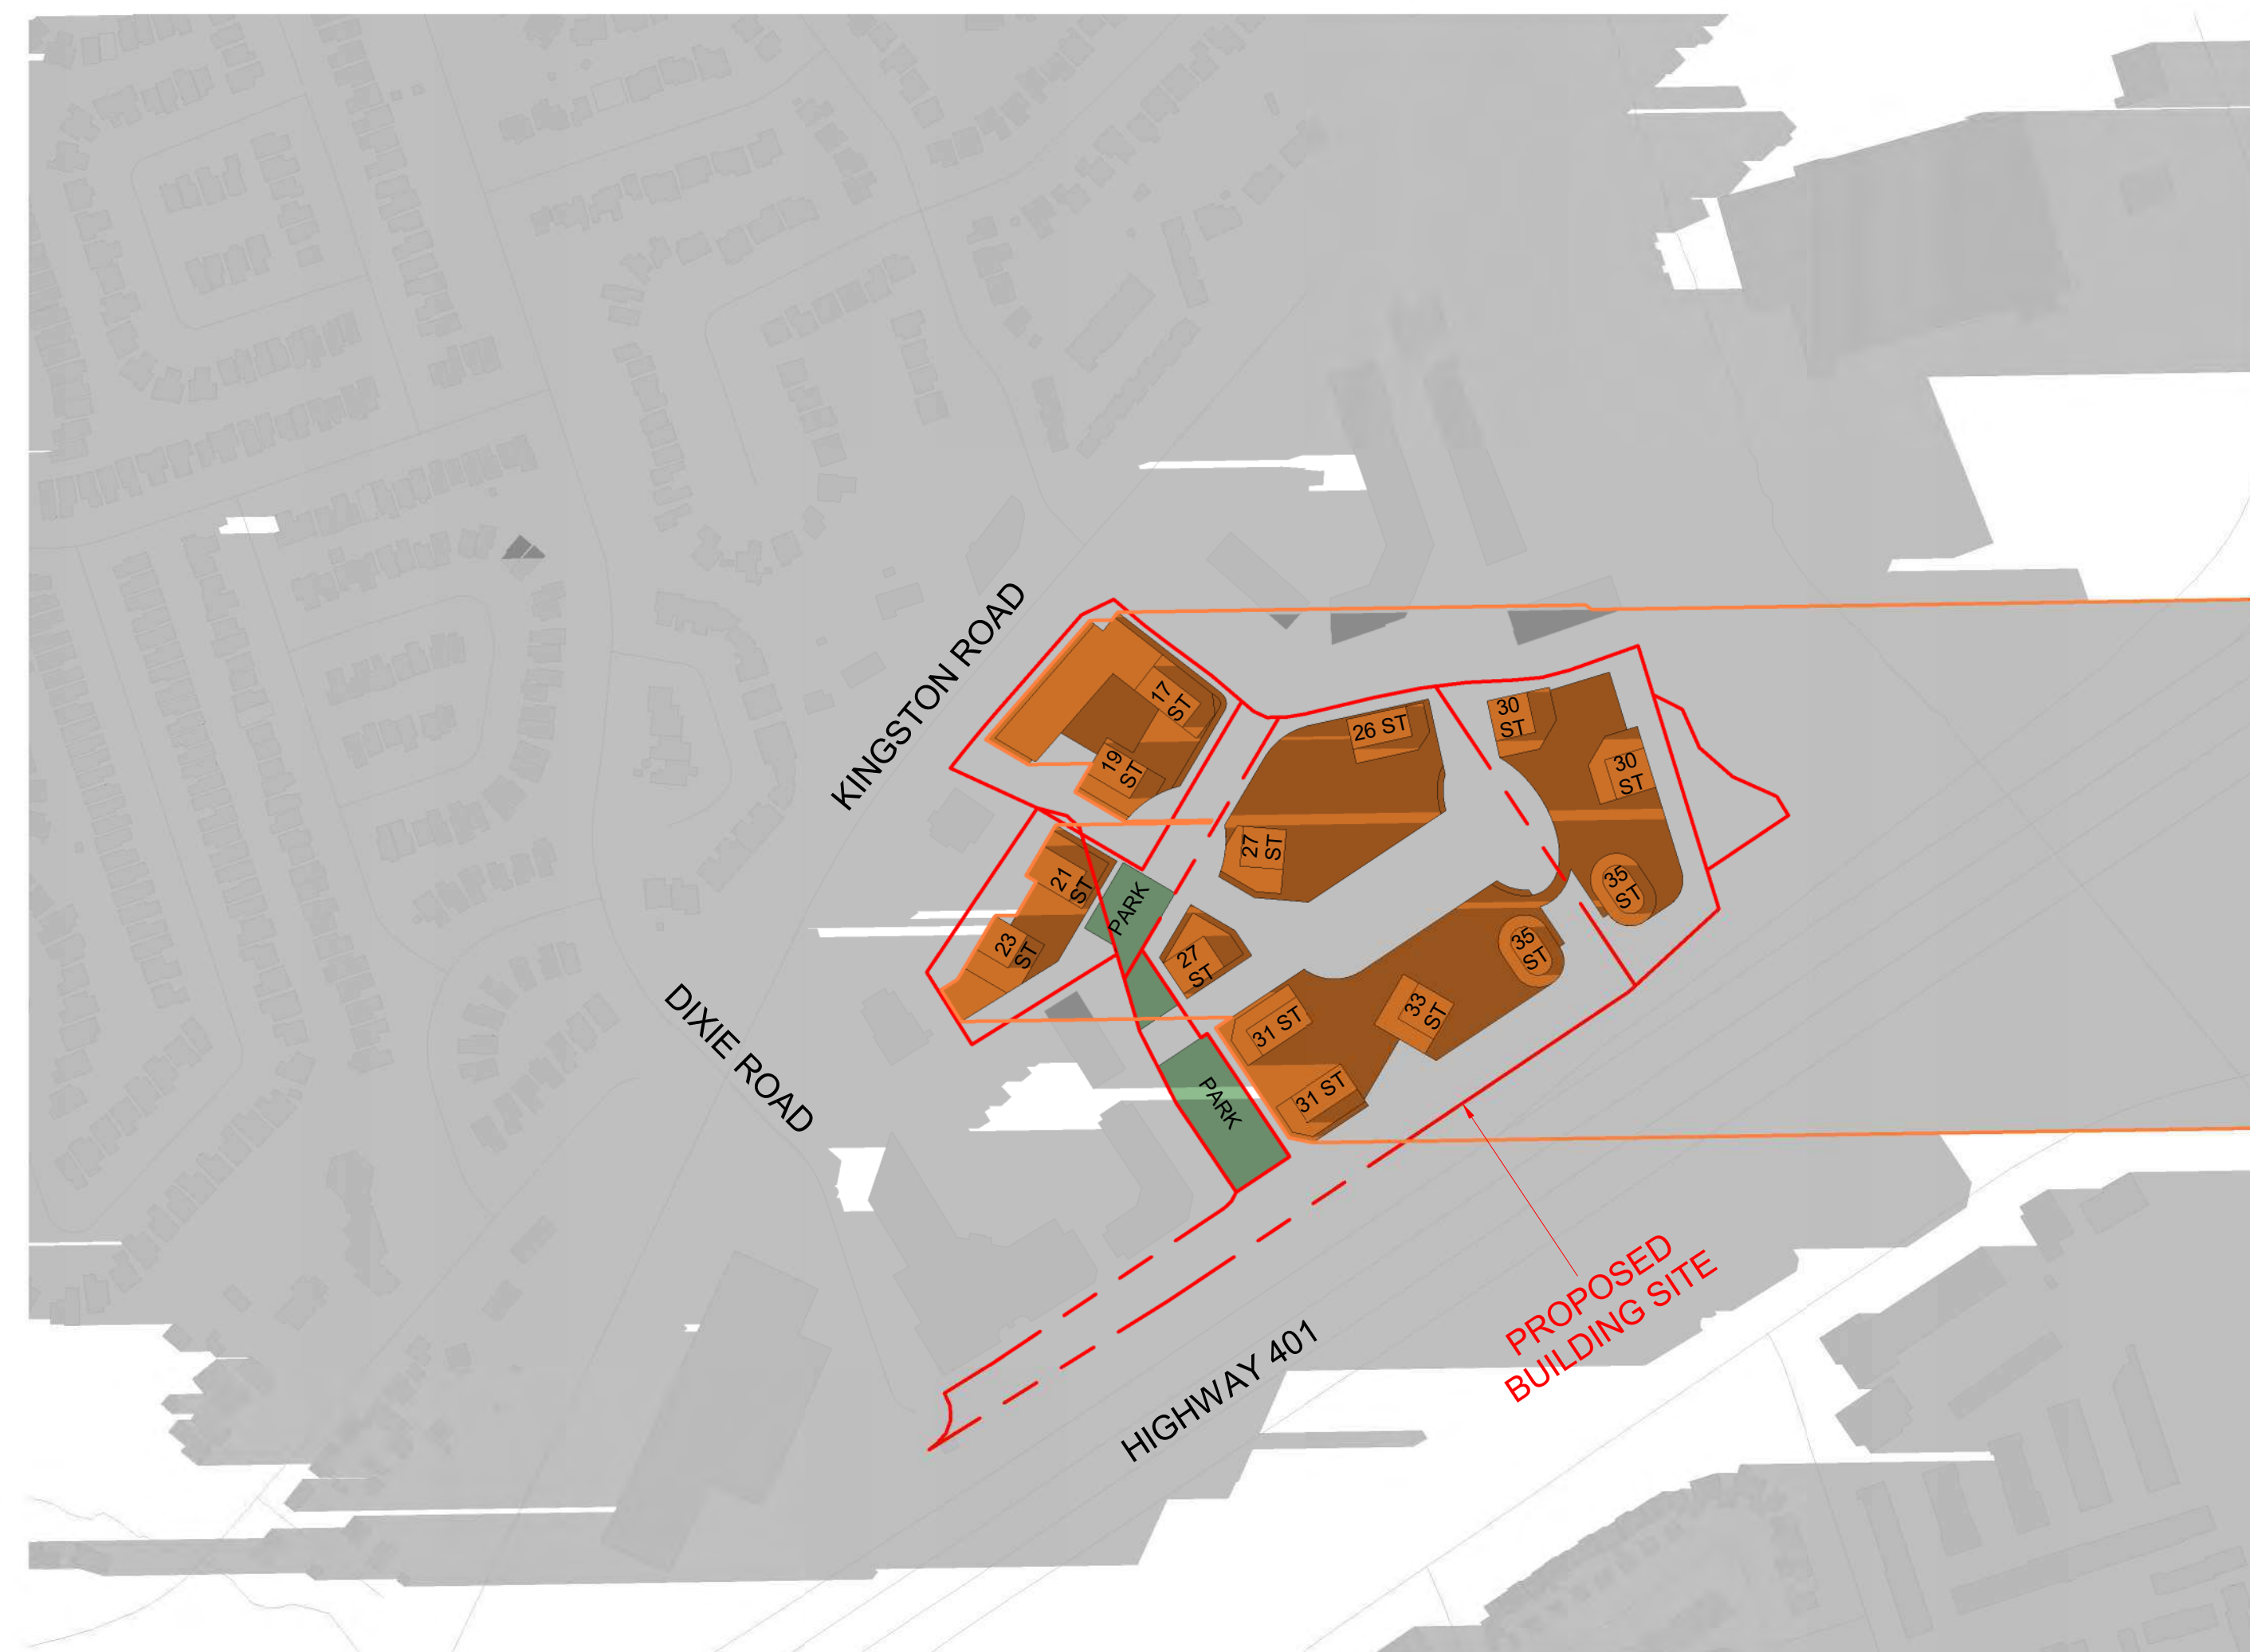 KINGSTON ROAD
17
ST
19
ST
26 ST
30
ST
30
ST
27
ST
21
ST
PARK
35
ST
23
ST
27
ST
35
ST
33
ST
31 ST
31 ST
PARK
DIXIE ROAD
HIGHWAY 401
PROPOSED
BUILDING SITE